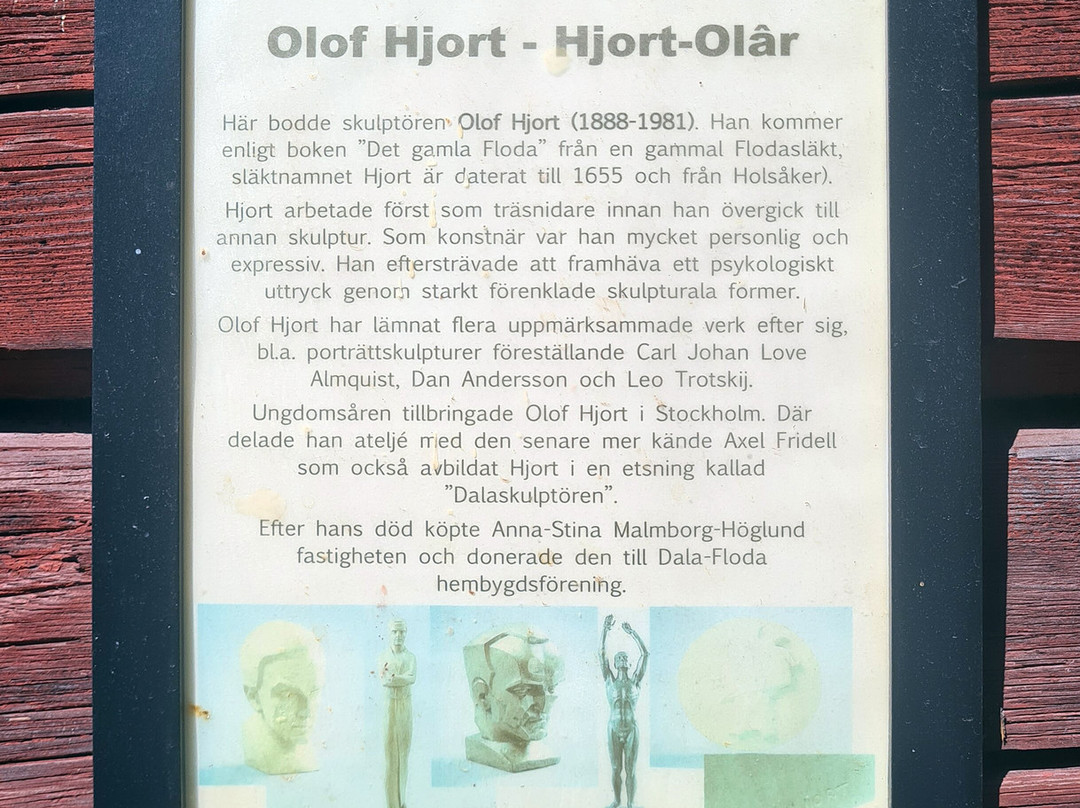 Olof Hjort - Hjort-Olâr
Här bodde skulptören Olof Hjort (1888-1981). Han kommer
enligt boken ”Det gamla Floda” från en gammal Flodasläkt,
släktnamnet Hjort är daterat till 1655 och från Holsåker).
Hjort arbetade först som träsnidare innan han övergick till
annan skulptur. Som konstnär var han mycket personlig och
expressiv. Han eftersträvade att framhäva ett psykologiskt
uttryck genom starkt förenklade skulpturala former.
Olof Hjort har lämnat flera uppmärksammade verk efter sig,
bl.a. porträttskulpturer föreställande Carl Johan Love
Almquist, Dan Andersson och Leo Trotskij.
Ungdomsåren tillbringade Olof Hjort i Stockholm. Där
delade han ateljé med den senare mer kände Axel Fridell
som också avbildat Hjort i en etsning kallad
”Dalaskulptören”.
Efter hans död köpte Anna-Stina Malmborg-Höglund
fastigheten och donerade den till Dala-Floda
hembygdsförening.